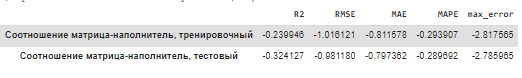 R2 RMSE MAE MAPE max_error
Соотношение матрица-наполнитель, тренировочный -0.239946 -1.016121 -0.811578 -0.293907 -2.817565
Соотношение матрица-наполнитель, тестовый -0.324127 -0.981180 -0.797362 -0.289692 -2.785965